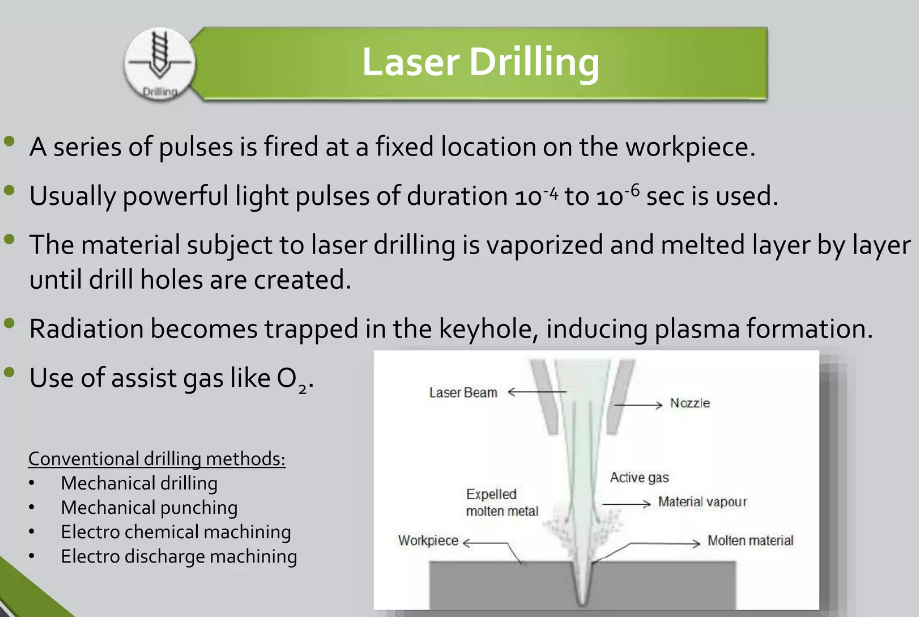 Drilling
Laser Drilling
• A series of pulses is fired at a fixed location on the workpiece.
• Usually powerful light pulses of duration 10⁻⁴ to 10⁻⁶ sec is used.
• The material subject to laser drilling is vaporized and melted layer by layer
until drill holes are created.
• Radiation becomes trapped in the keyhole, inducing plasma formation.
• Use of assist gas like O₂.
Conventional drilling methods:
• Mechanical drilling
• Mechanical punching
• Electro chemical machining
• Electro discharge machining
Laser Beam
Nozzle
Active gas
Expelled
molten metal
Material vapour
Workpiece
Molten material